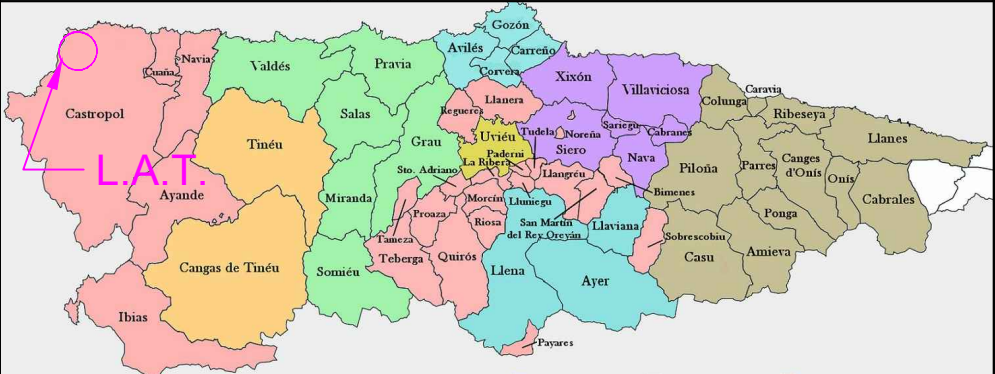 Gozón
Avilés
Carreño
Corvera
Navia
Cuaña
Valdés
Pravia
Xixón
Villaviciosa
Caravia
Colunga
Ribeseya
Castropol
Salas
Regueres
Llanera
Grau
Uviéu
Tudela
Noreña
Sariegu
Cabranes
Siero
Nava
Llanes
Tinéu
Paderni
La Ribera
Sto. Adriano
Llangréu
Piloña
Parres
Canges
d'Onís
Onís
Cabrales
L.A.T.
Ayande
Miranda
Proaza
Morcín
Lluniegu
Bimenes
Riosa
San Martín
del Rey Oreyán
Llaviana
Ponga
Tameza
Teberga
Quirós
Sobrescobiu
Casu
Amieva
Cangas de Tinéu
Somiéu
Llena
Ayer
Ibias
Payares